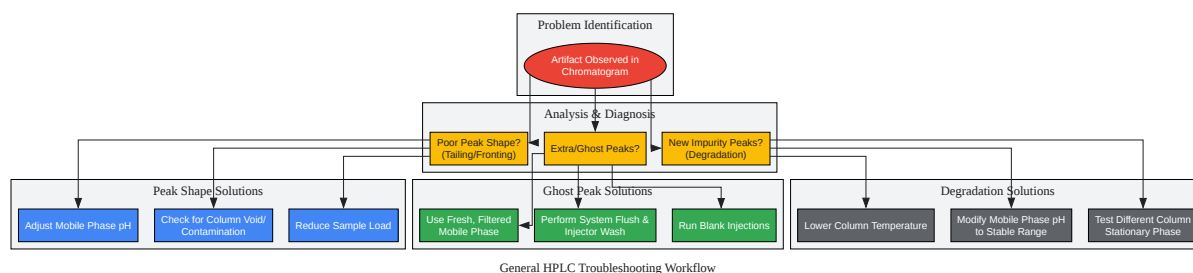 Problem Identification
Artifact Observed in
Chromatogram
Analysis & Diagnosis
Poor Peak Shape?
(Tailing/Fronting)
Extra/Ghost Peaks?
New Impurity Peaks?
(Degradation)
Peak Shape Solutions
Adjust Mobile Phase pH
Check for Column Void/
Contamination
Reduce Sample Load
Ghost Peak Solutions
Use Fresh, Filtered
Mobile Phase
Perform System Flush &
Injector Wash
Run Blank Injections
Degradation Solutions
Lower Column Temperature
Modify Mobile Phase pH
to Stable Range
Test Different Column
Stationary Phase
General HPLC Troubleshooting Workflow